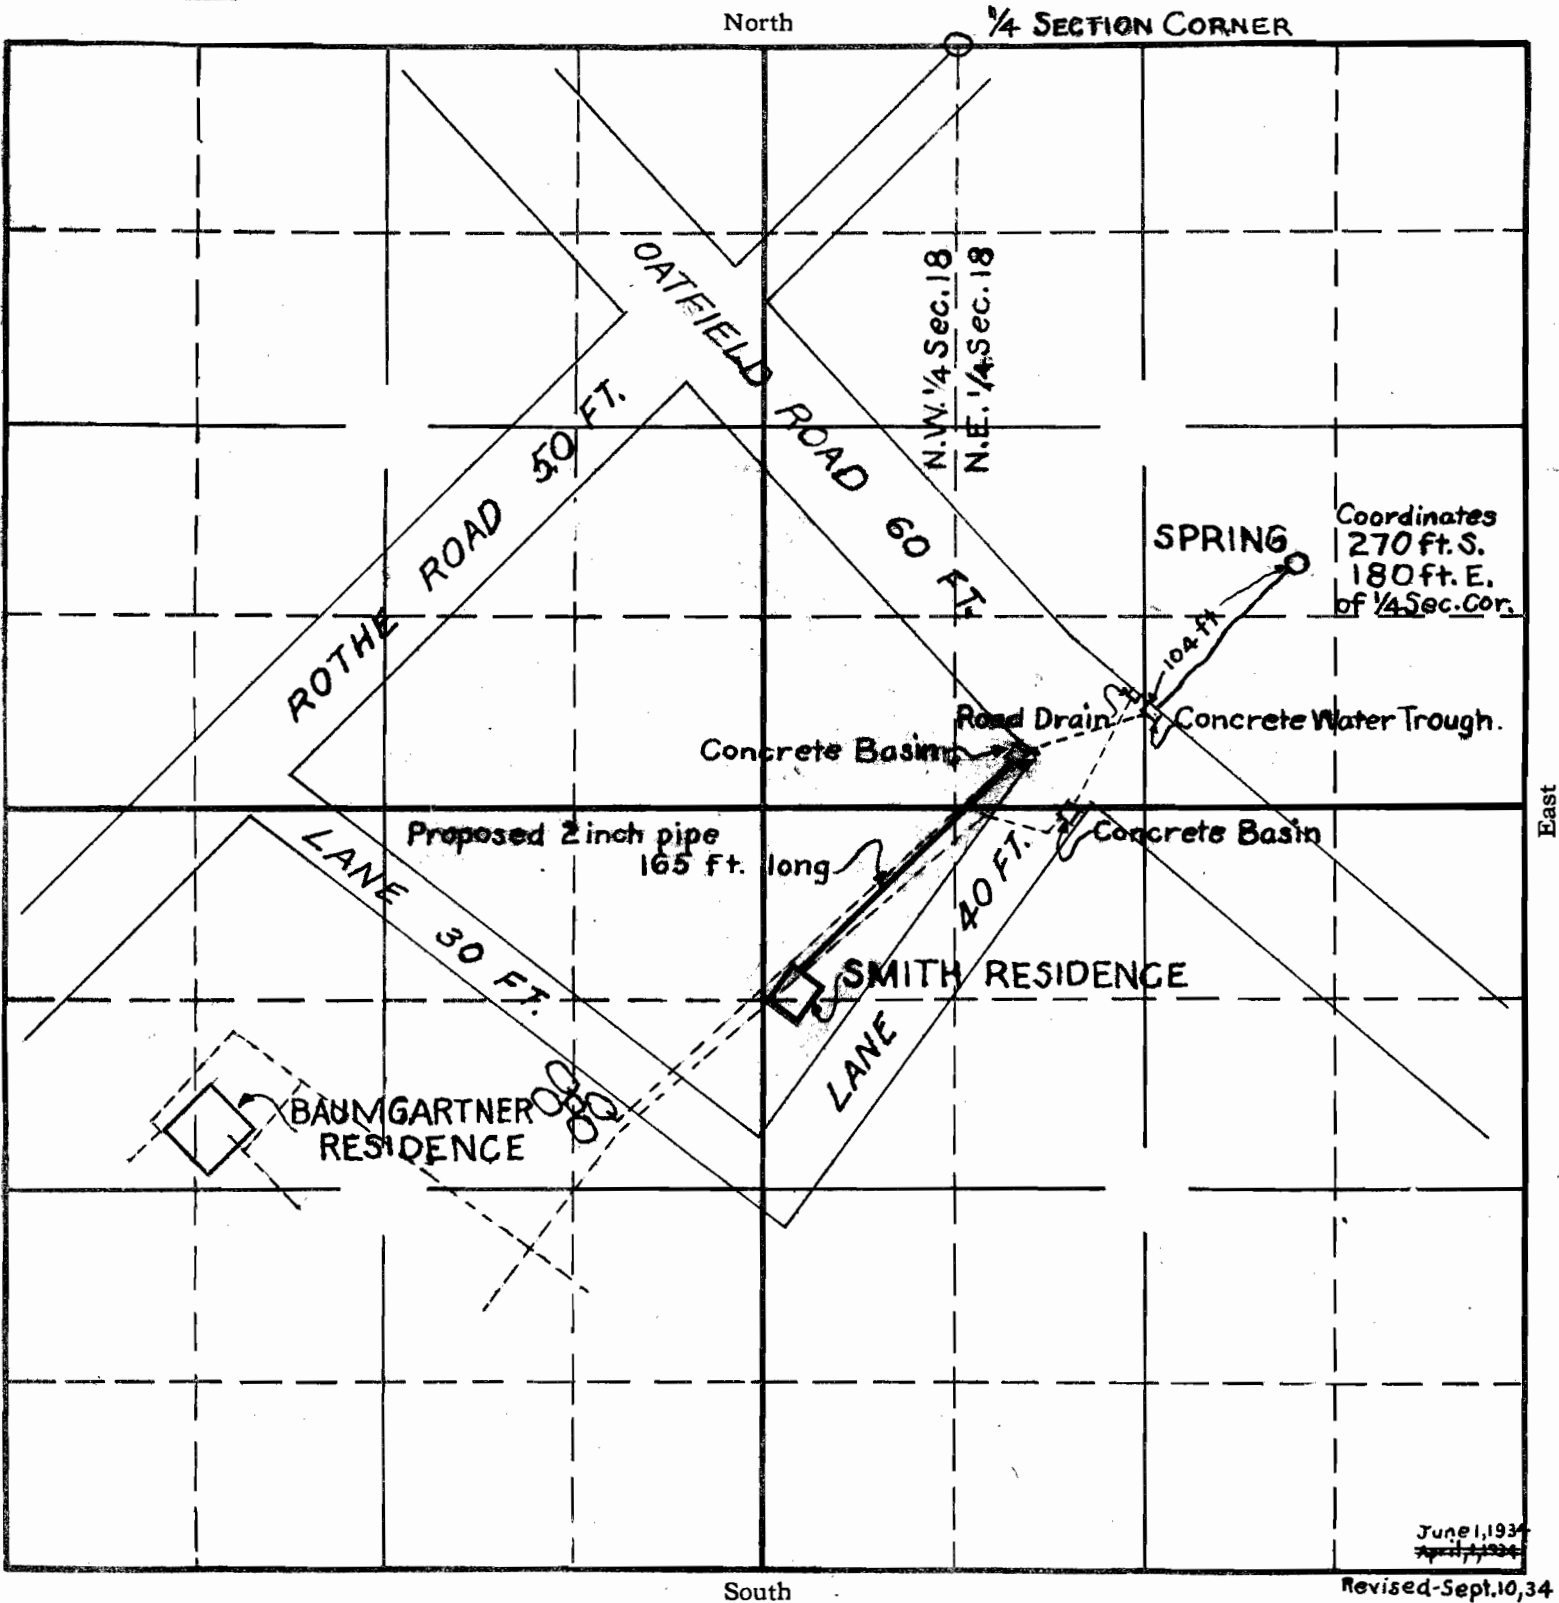 North
1/4 SECTION CORNER
OATFIELD ROAD 60 FT.
N.W. 1/4 Sec. 18
N.E. 1/4 Sec. 18
ROTHE ROAD 50 FT.
SPRING
Coordinates
270 ft. S.
180 ft. E.
of 1/4 Sec. Cor.
104 ft
Road Drain
Concrete Water Trough.
Concrete Basin
East
Proposed 2 inch pipe
165 ft. long
Concrete Basin
LANE 30 FT.
LANE 40 FT.
SMITH RESIDENCE
BAUMGARTNER
RESIDENCE
June 1, 1934
April 1, 1934
Revised-Sept. 10, 34
South